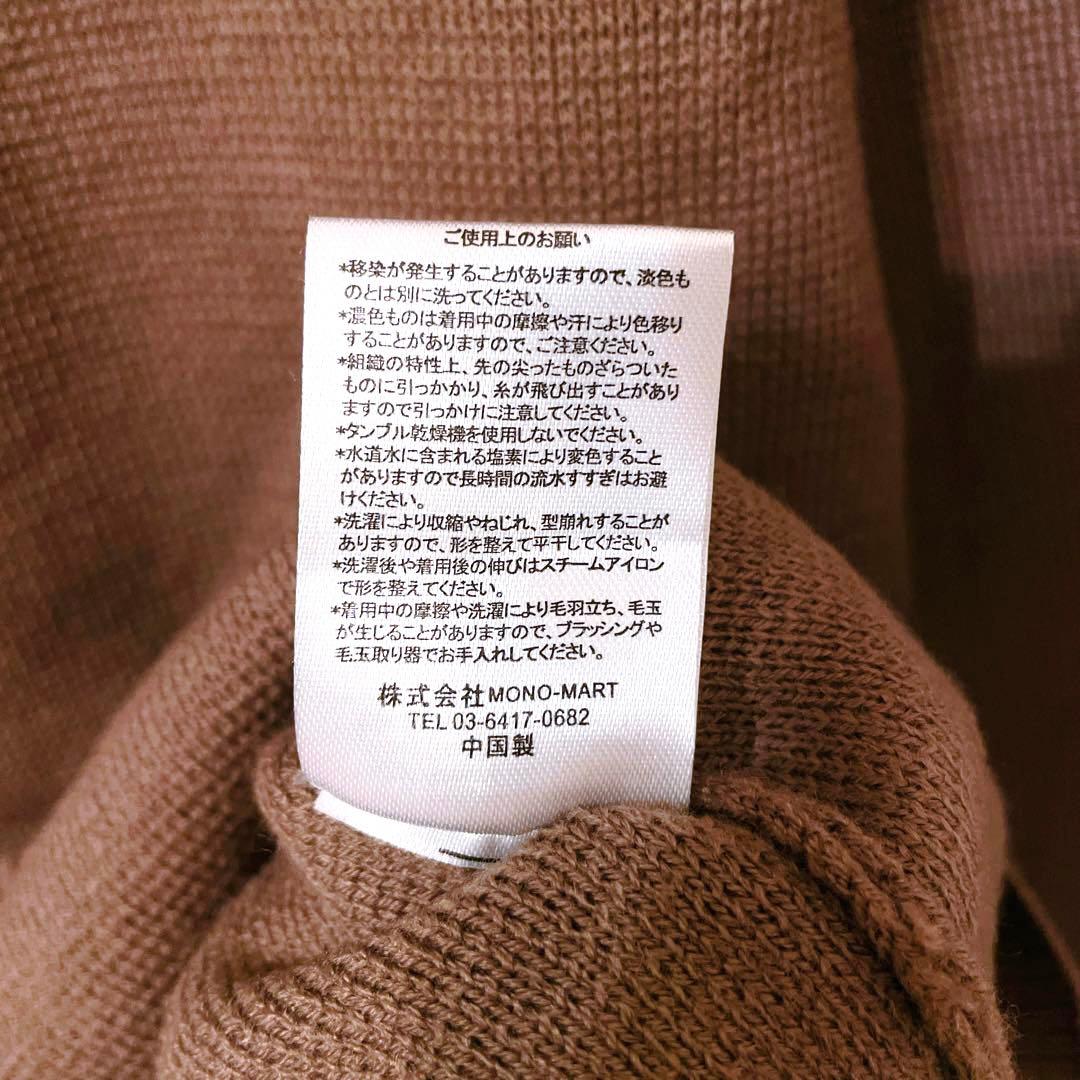 ご使用上のお願い
*移染が発生することがありますので、淡色も
のとは別に洗ってください。
*濃色ものは着用中の摩擦や汗により色移り
することがありますので、ご注意ください。
*組織の特性上、先の尖ったものざらついた
ものに引っかかり、糸が飛び出すことがあり
ますので引っかけに注意してください。
*タンブル乾燥機を使用しないでください。
*水道水に含まれる塩素により変色すること
がありますので長時間の流水すすぎはお避
けください。
*洗濯により収縮やねじれ、型崩れすることが
ありますので、形を整えて平干してください。
*洗濯後や着用後の伸びはスチームアイロン
で形を整えてください。
*着用中の摩擦や洗濯により毛羽立ち、毛玉
が生じることがありますので、ブラッシングや
毛玉取り器でお手入れしてください。
株式会社MONO-MART
TEL 03-6417-0682
中国製